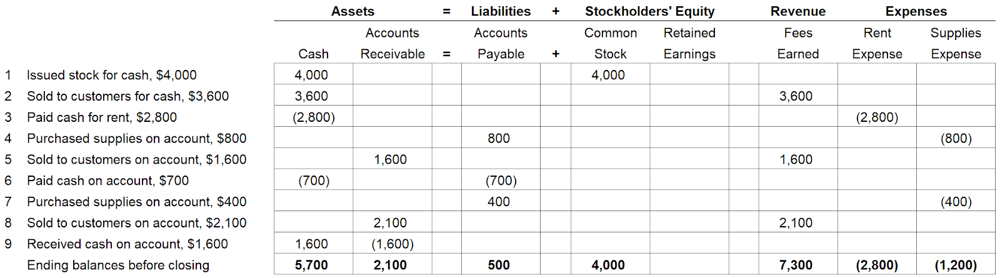 Assets = Liabilities + Stockholders' Equity Revenue Expenses
Accounts Accounts Common Retained Fees Rent Supplies
Cash Receivable = Payable + Stock Earnings Earned Expense Expense
1 Issued stock for cash, $4,000 4,000 4,000
2 Sold to customers for cash, $3,600 3,600 3,600
3 Paid cash for rent, $2,800 (2,800) (2,800)
4 Purchased supplies on account, $800 800 (800)
5 Sold to customers on account, $1,600 1,600 1,600
6 Paid cash on account, $700 (700) (700)
7 Purchased supplies on account, $400 400 (400)
8 Sold to customers on account, $2,100 2,100 2,100
9 Received cash on account, $1,600 1,600 (1,600)
Ending balances before closing 5,700 2,100 500 4,000 7,300 (2,800) (1,200)